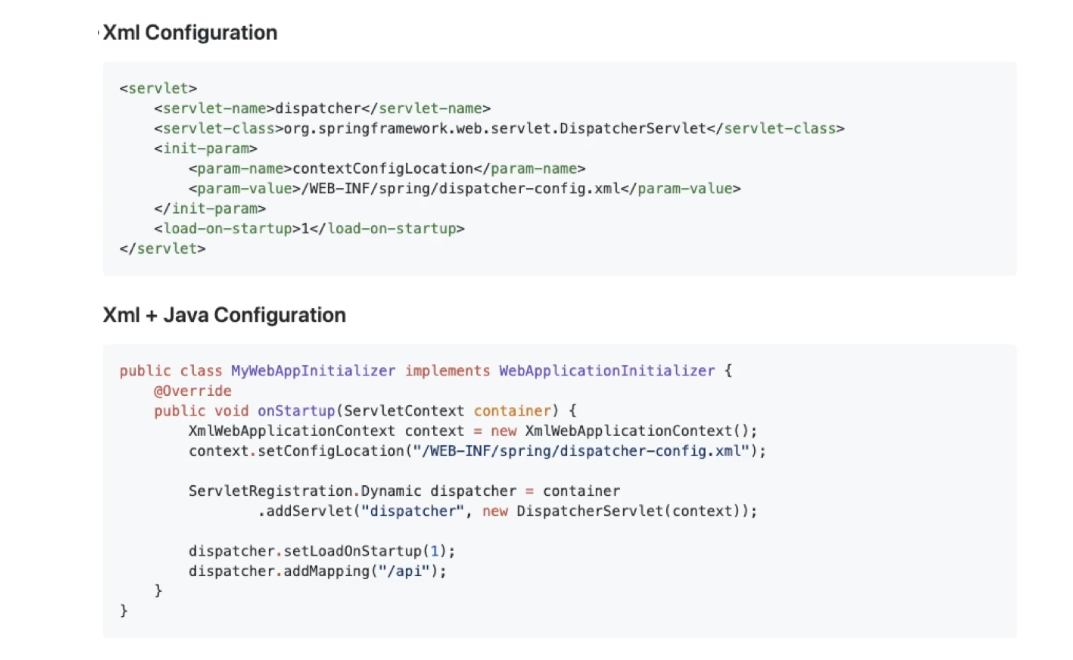 Xml Configuration
<servlet>
    <servlet-name>dispatcher</servlet-name>
    <servlet-class>org.springframework.web.servlet.DispatcherServlet</servlet-class>
    <init-param>
        <param-name>contextConfigLocation</param-name>
        <param-value>/WEB-INF/spring/dispatcher-config.xml</param-value>
    </init-param>
    <load-on-startup>1</load-on-startup>
</servlet>
Xml + Java Configuration
public class MyWebAppInitializer implements WebApplicationInitializer {
    @Override
    public void onStartup(ServletContext container) {
        XmlWebApplicationContext context = new XmlWebApplicationContext();
        context.setConfigLocation("/WEB-INF/spring/dispatcher-config.xml");
        ServletRegistration.Dynamic dispatcher = container
                .addServlet("dispatcher", new DispatcherServlet(context));
        dispatcher.setLoadOnStartup(1);
        dispatcher.addMapping("/api");
    }
}